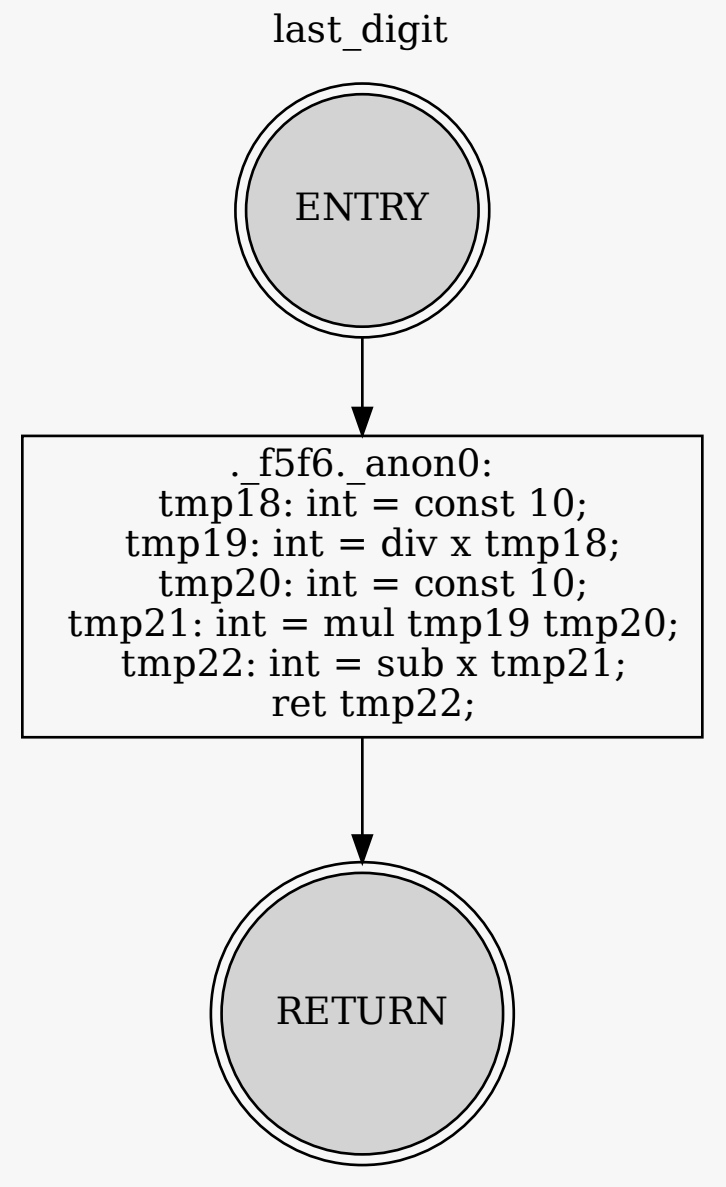 last_digit
ENTRY
._f5f6._anon0:
tmp18: int = const 10;
tmp19: int = div x tmp18;
tmp20: int = const 10;
tmp21: int = mul tmp19 tmp20;
tmp22: int = sub x tmp21;
ret tmp22;
RETURN